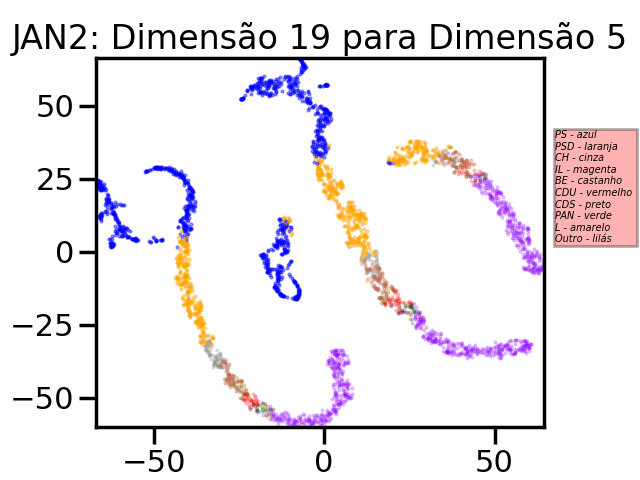 JAN2: Dimensão 19 para Dimensão 5
50
25
0
−25
−50
−50
0
50
PS - azul
PSD - laranja
CH - cinza
IL - magenta
BE - castanho
CDU - vermelho
CDS - preto
PAN - verde
L - amarelo
Outro - lilás